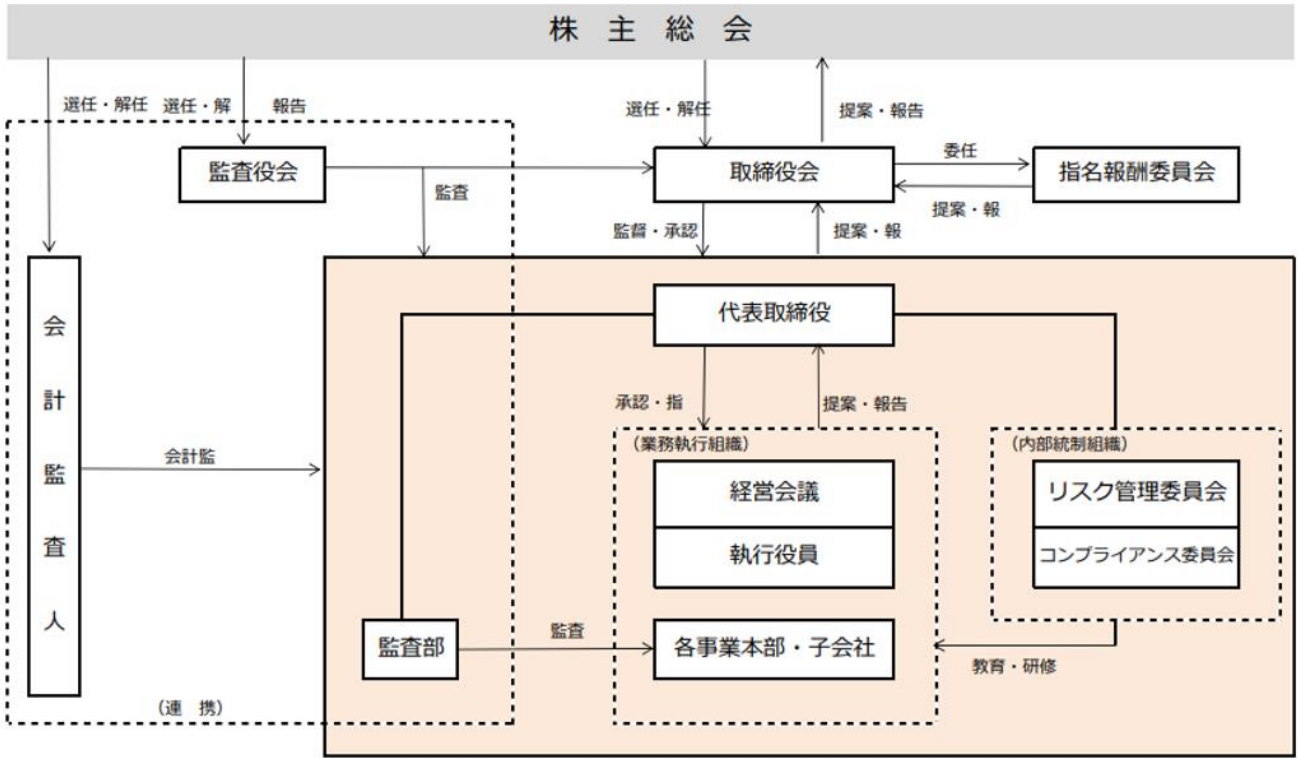 株 主 総 会
選任・解任
選任・解
報告
選任・解任
提案・報告
監査役会
取締役会
委任
指名報酬委員会
提案・報
監査
監督・承認
提案・報
会計監査人
代表取締役
承認・指
提案・報告
（業務執行組織）
（内部統制組織）
会計監
経営会議
リスク管理委員会
執行役員
コンプライアンス委員会
監査部
監査
各事業本部・子会社
教育・研修
（連 携）